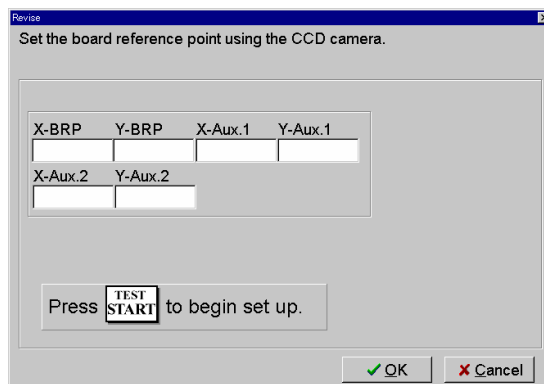 Revise
Set the board reference point using the CCD camera.
X-BRP Y-BRP X-Aux.1 Y-Aux.1
X-Aux.2 Y-Aux.2
Press TEST START to begin set up.
OK Cancel